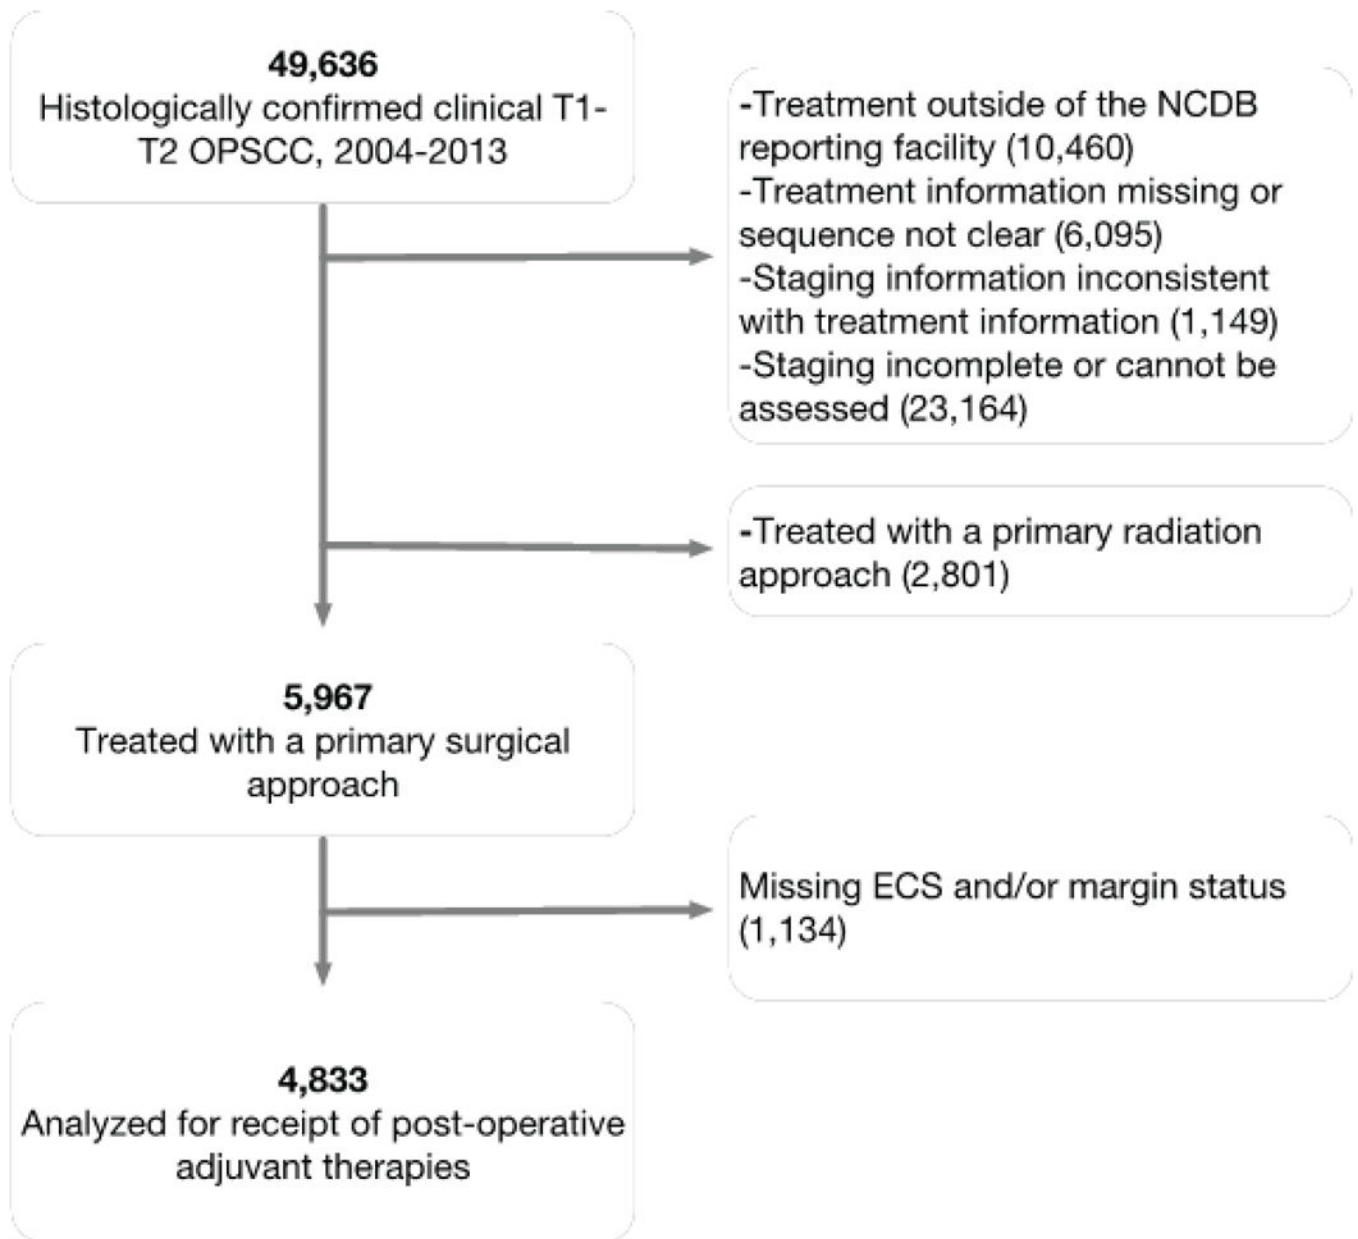 49,636
Histologically confirmed clinical T1-
T2 OPSCC, 2004-2013
-Treatment outside of the NCDB
reporting facility (10,460)
-Treatment information missing or
sequence not clear (6,095)
-Staging information inconsistent
with treatment information (1,149)
-Staging incomplete or cannot be
assessed (23,164)
-Treated with a primary radiation
approach (2,801)
5,967
Treated with a primary surgical
approach
Missing ECS and/or margin status
(1,134)
4,833
Analyzed for receipt of post-operative
adjuvant therapies